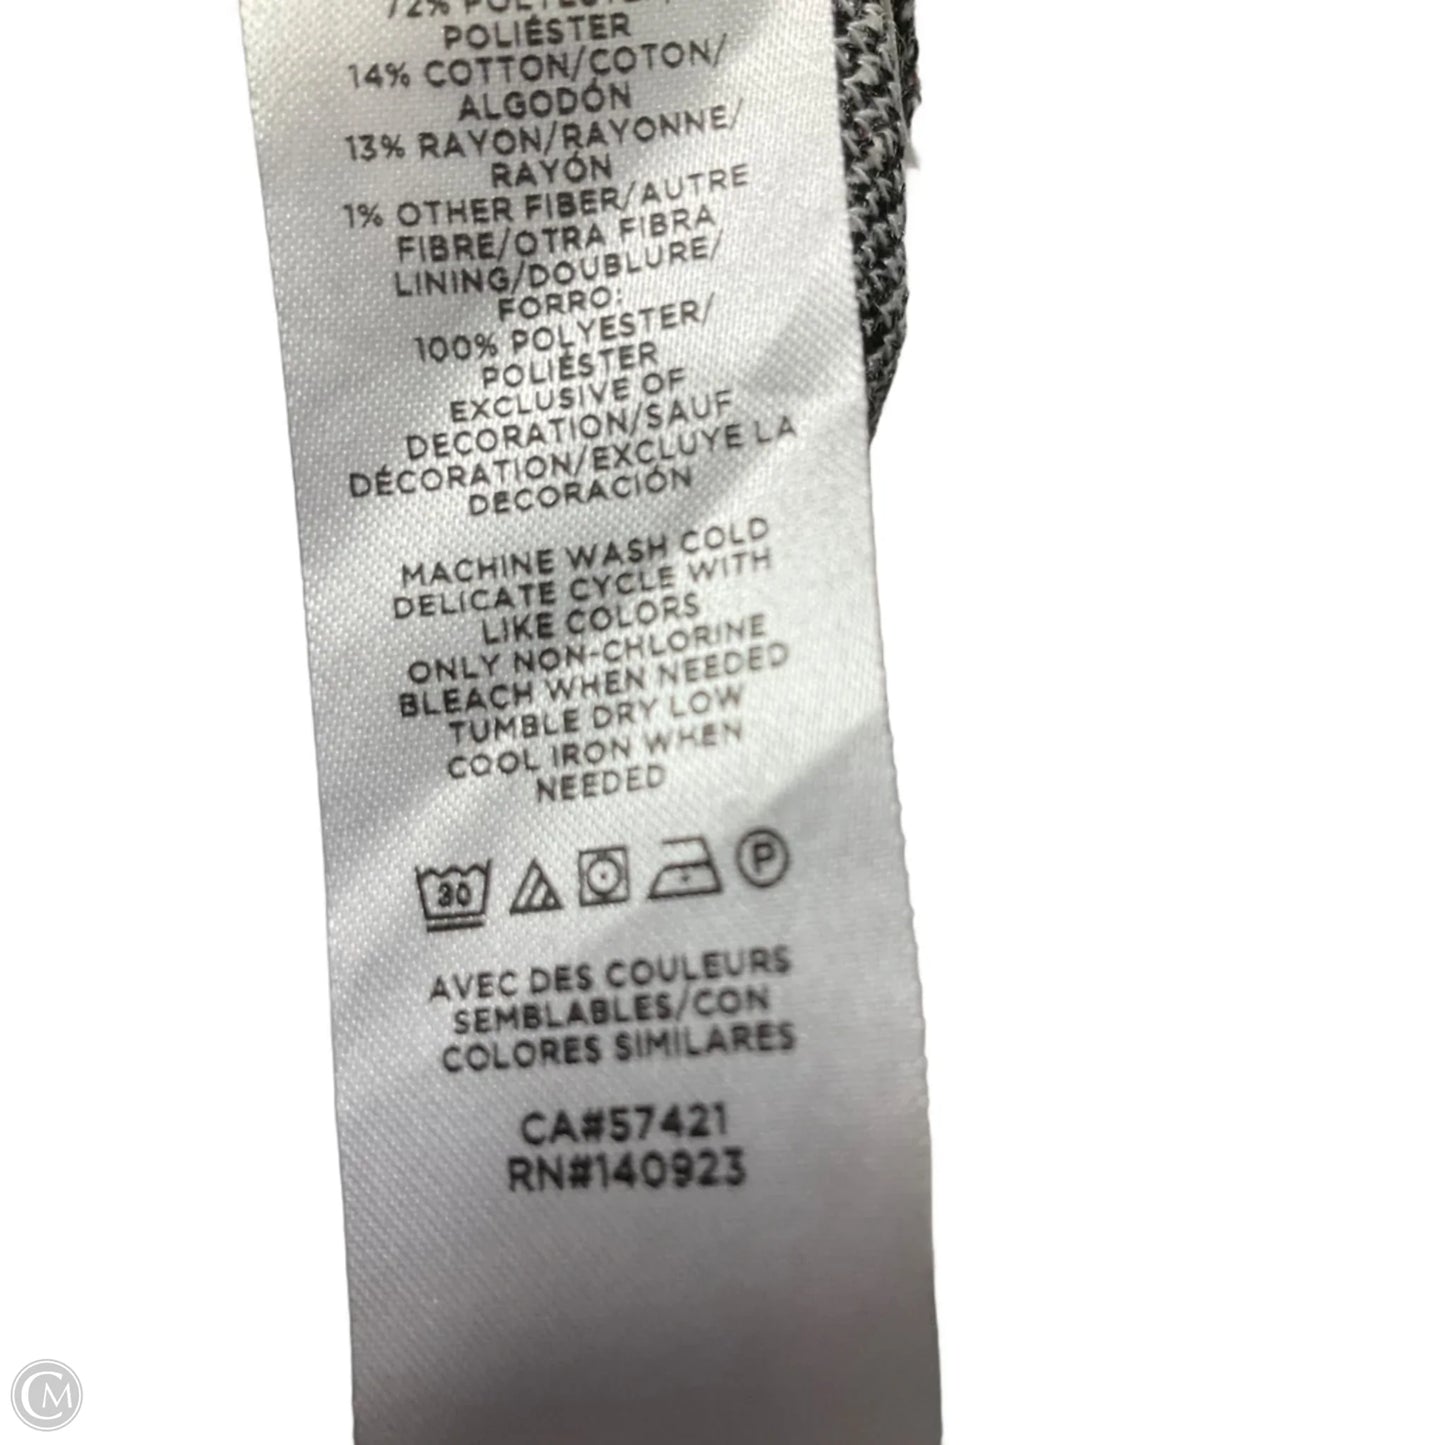 72% POLYESTER/
POLIÉSTER
14% COTTON/COTON/
ALGODÓN
13% RAYON/RAYONNE/
RAYÓN
1% OTHER FIBER/AUTRE
FIBRE/OTRA FIBRA
LINING/DOUBLURE/
FORRO:
100% POLYESTER/
POLIÉSTER
EXCLUSIVE OF
DECORATION/SAUF
DÉCORATION/EXCLUYE LA
DECORACIÓN
MACHINE WASH COLD
DELICATE CYCLE WITH
LIKE COLORS
ONLY NON-CHLORINE
BLEACH WHEN NEEDED
TUMBLE DRY LOW
COOL IRON WHEN
NEEDED
30 P
AVEC DES COULEURS
SEMBLABLES/CON
COLORES SIMILARES
CA#57421
RN#140923
CM